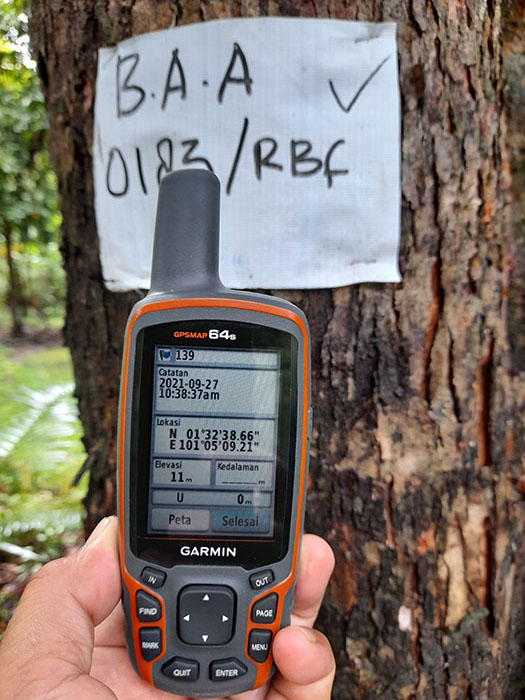 B.A.A ✓
0183/RBf
GPSMAP 64s
139
Catatan
2021-09-27
10:38:37am
Lokasi
N 01°32'38.66"
E 101°05'09.21"
Elevasi Kedalaman
11m _____m
U 0m
Peta Selesai
GARMIN
IN OUT
FIND PAGE
MARK MENU
QUIT ENTER